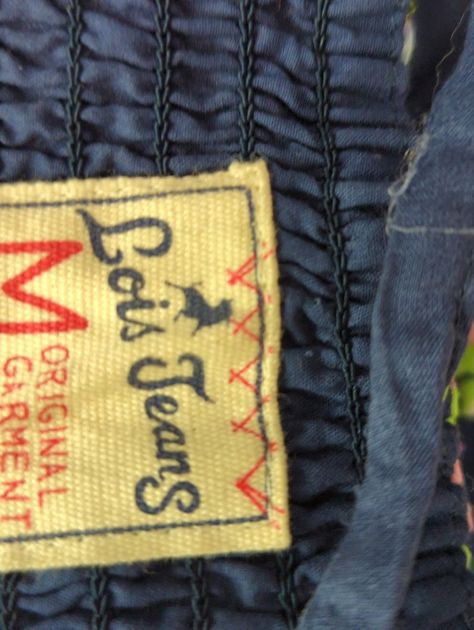 Lois Jeans
M
ORIGINAL
GARMENT